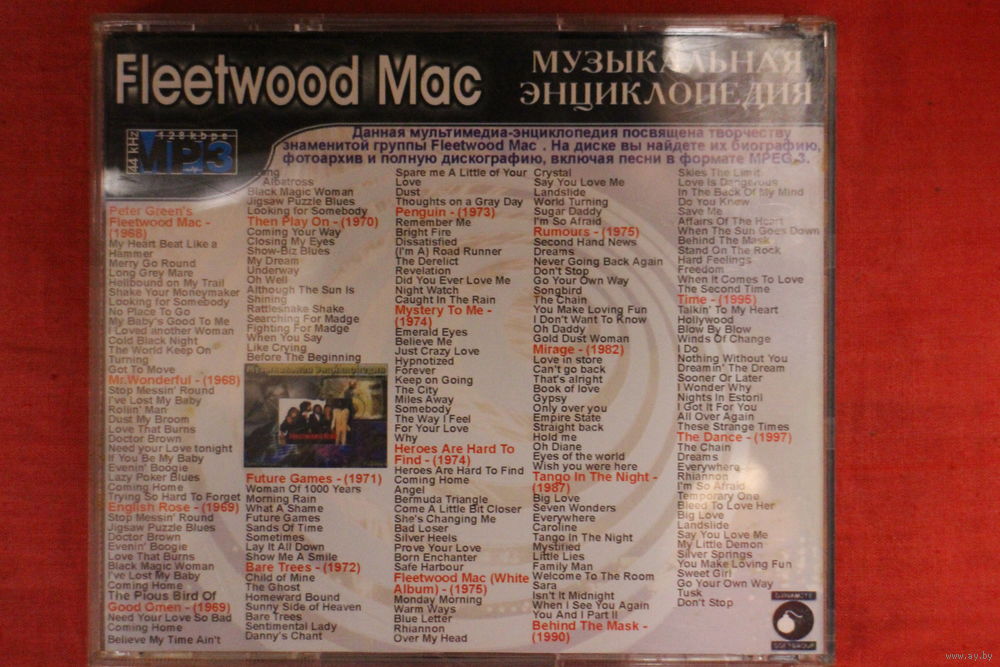 Fleetwood Mac
МУЗЫКАЛЬНАЯ
ЭНЦИКЛОПЕДИЯ
44 kHz
128kbps
MP3
Данная мультимедиа-энциклопедия посвящена творчеству
знаменитой группы Fleetwood Mac . На диске вы найдете их биографию,
фотоархив и полную дискографию, включая песни в формате MPEG 3.
Peter Green's
Fleetwood Mac -
(1968)
My Heart Beat Like a
Hammer
Merry Go Round
Long Grey Mare
Hellbound on My Trail
Shake Your Moneymaker
Looking for Somebody
No Place To Go
My Baby's Good To Me
I Loved another Woman
Cold Black Night
The World Keep On
Turning
Got To Move
Mr.Wonderful - (1968)
Stop Messin' Round
I've Lost My Baby
Rollin' Man
Dust My Broom
Love That Burns
Doctor Brown
Need your Love tonight
If You Be My Baby
Evenin' Boogie
Lazy Poker Blues
Coming Home
Trying So Hard To Forget
English Rose - (1969)
Stop Messin' Round
Jigsaw Puzzle Blues
Doctor Brown
Evenin' Boogie
Love That Burns
Black Magic Woman
I've Lost My Baby
Coming Home
The Pious Bird Of
Good Omen - (1969)
Need Your Love So Bad
Coming Home
Believe My Time Ain't
Albatross
Black Magic Woman
Jigsaw Puzzle Blues
Looking for Somebody
Then Play On - (1970)
Coming Your Way
Closing My Eyes
Show-Biz Blues
My Dream
Underway
Oh Well
Although The Sun Is
Shining
Rattlesnake Shake
Searching For Madge
Fighting For Madge
When You Say
Like Crying
Before The Beginning
Музыкальная Энциклопедия
Future Games - (1971)
Woman Of 1000 Years
Morning Rain
What A Shame
Future Games
Sands Of Time
Sometimes
Lay It All Down
Show Me A Smile
Bare Trees - (1972)
Child of Mine
The Ghost
Homeward Bound
Sunny Side of Heaven
Bare Trees
Sentimental Lady
Danny's Chant
Spare me A Little of Your
Love
Dust
Thoughts on a Gray Day
Penguin - (1973)
Remember Me
Bright Fire
Dissatisfied
(I'm A) Road Runner
The Derelict
Revelation
Did You Ever Love Me
Night Watch
Caught In The Rain
Mystery To Me -
(1974)
Emerald Eyes
Believe Me
Just Crazy Love
Hypnotized
Forever
Keep on Going
The City
Miles Away
Somebody
The Way I Feel
For Your Love
Why
Heroes Are Hard To
Find - (1974)
Heroes Are Hard To Find
Coming Home
Angel
Bermuda Triangle
Come A Little Bit Closer
She's Changing Me
Bad Loser
Silver Heels
Prove Your Love
Born Enchanter
Safe Harbour
Fleetwood Mac (White
Album) - (1975)
Monday Morning
Warm Ways
Blue Letter
Rhiannon
Over My Head
Crystal
Say You Love Me
Landslide
World Turning
Sugar Daddy
I'm So Afraid
Rumours - (1975)
Second Hand News
Dreams
Never Going Back Again
Don't Stop
Go Your Own Way
Songbird
The Chain
You Make Loving Fun
I Don't Want To Know
Oh Daddy
Gold Dust Woman
Mirage - (1982)
Love in store
Can't go back
That's alright
Book of love
Gypsy
Only over you
Empire State
Straight back
Hold me
Oh Diane
Eyes of the world
Wish you were here
Tango In The Night -
(1987)
Big Love
Seven Wonders
Everywhere
Caroline
Tango In The Night
Mystified
Little Lies
Family Man
Welcome To The Room
Sara
Isn't It Midnight
When I See You Again
You And I Part II
Behind The Mask -
(1990)
Skies The Limit
Love Is Dangerous
In The Back Of My Mind
Do You Know
Save Me
Affairs Of The Heart
When The Sun Goes Down
Behind The Mask
Stand On The Rock
Hard Feelings
Freedom
When It Comes To Love
The Second Time
Time - (1995)
Talkin' To My Heart
Hollywood
Blow By Blow
Winds Of Change
I Do
Nothing Without You
Dreamin' The Dream
Sooner Or Later
I Wonder Why
Nights In Estoril
I Got It For You
All Over Again
These Strange Times
The Dance - (1997)
The Chain
Dreams
Everywhere
Rhiannon
I'm So Afraid
Temporary One
Bleed To Love Her
Big Love
Landslide
Say You Love Me
My Little Demon
Silver Springs
You Make Loving Fun
Sweet Girl
Go Your Own Way
Tusk
Don't Stop
www.ay.by